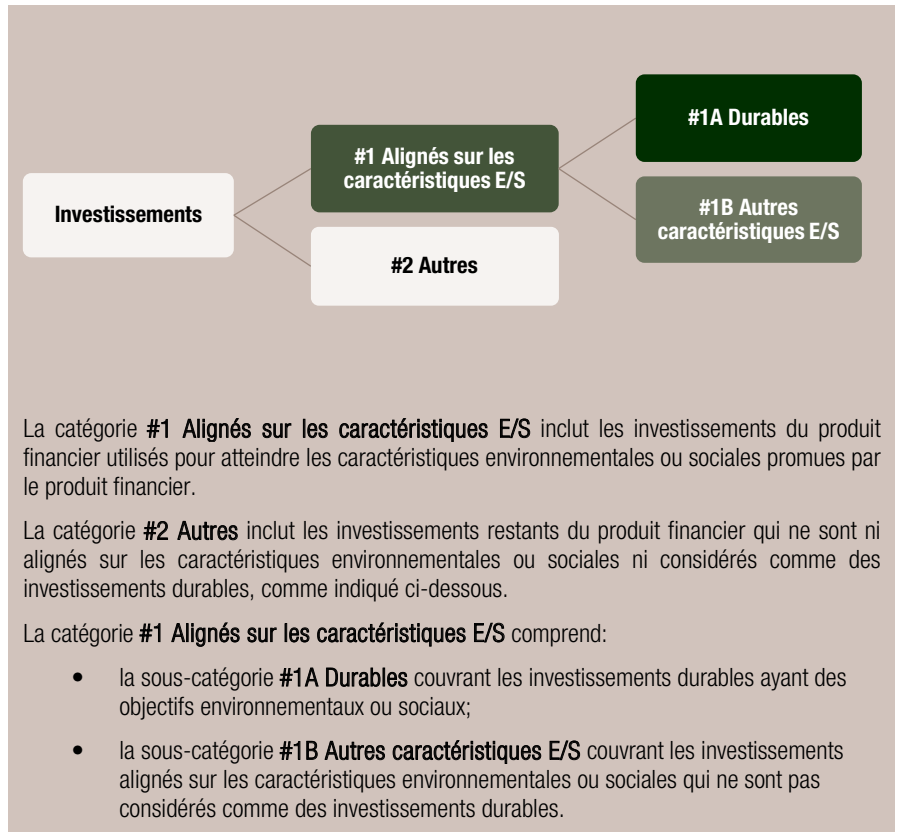 Investissements
#1 Alignés sur les
caractéristiques E/S
#2 Autres
#1A Durables
#1B Autres
caractéristiques E/S
La catégorie #1 Alignés sur les caractéristiques E/S inclut les investissements du produit
financier utilisés pour atteindre les caractéristiques environnementales ou sociales promues par
le produit financier.
La catégorie #2 Autres inclut les investissements restants du produit financier qui ne sont ni
alignés sur les caractéristiques environnementales ou sociales ni considérés comme des
investissements durables, comme indiqué ci-dessous.
La catégorie #1 Alignés sur les caractéristiques E/S comprend:
• la sous-catégorie #1A Durables couvrant les investissements durables ayant des
objectifs environnementaux ou sociaux;
• la sous-catégorie #1B Autres caractéristiques E/S couvrant les investissements
alignés sur les caractéristiques environnementales ou sociales qui ne sont pas
considérés comme des investissements durables.